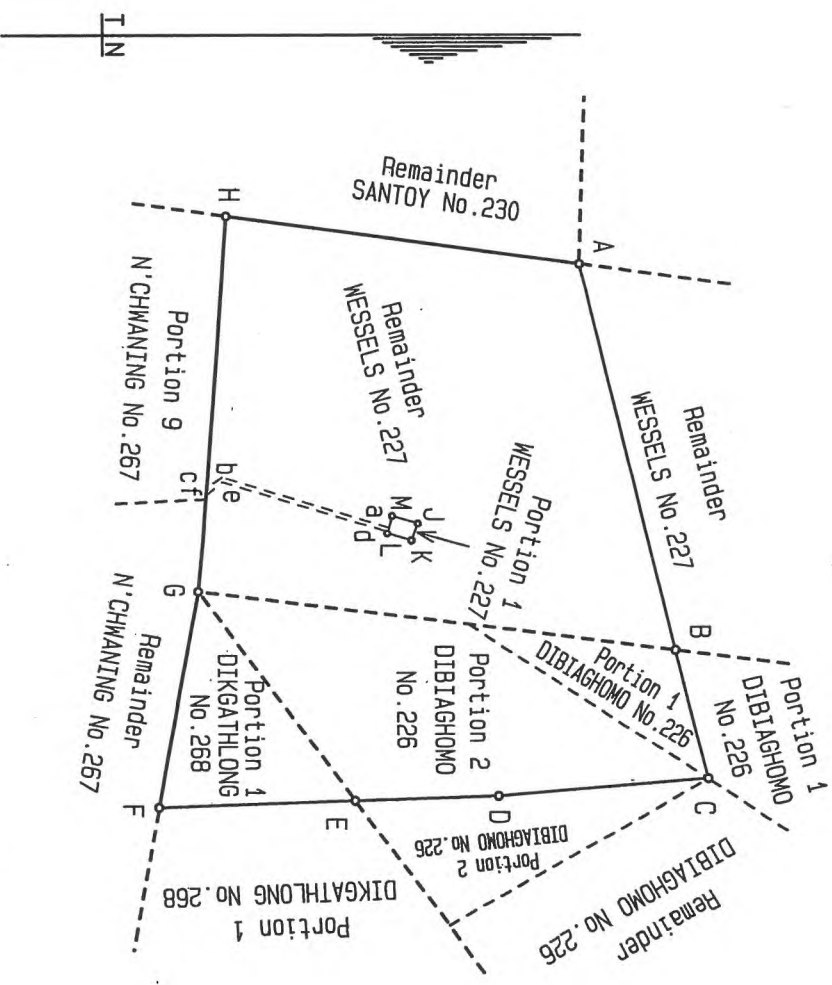 T.N
Remainder
SANTOY No.230
A
H
Remainder
WESSELS No.227
Remainder
WESSELS No.227
Portion 9
N'CHWANING No.267
b
e
c
f
M
J
a
d
L
K
Portion 1
WESSELS No.227
B
Portion 1
DIBIAGHOMO No.226
Portion 1
DIBIAGHOMO
No.226
G
Remainder
N'CHWANING No.267
Portion 1
DIKGATHLONG
No.268
Portion 2
DIBIAGHOMO
No.226
C
D
E
F
Portion 2
DIBIAGHOMO No.226
Portion 1
DIKGATHLONG No.268
Remainder
DIBIAGHOMO No.226